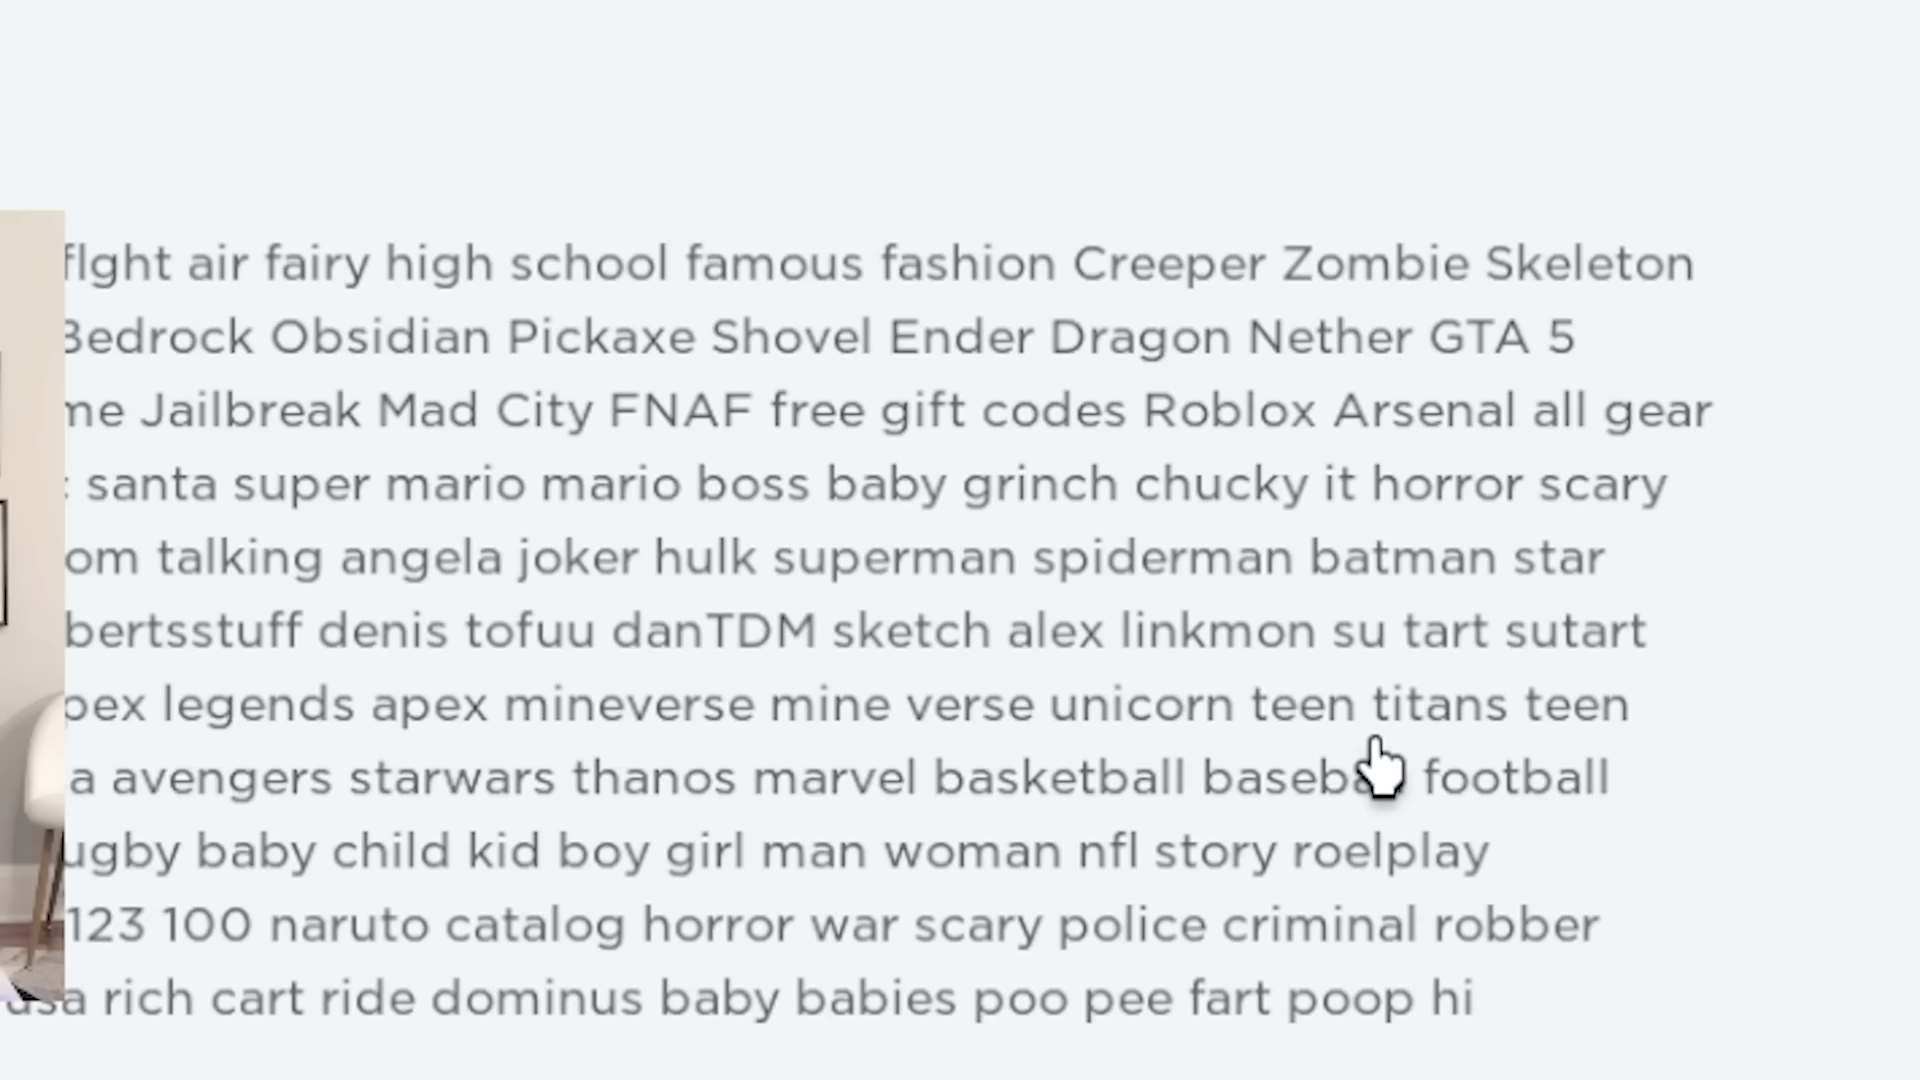 flght air fairy high school famous fashion Creeper Zombie Skeleton
Bedrock Obsidian Pickaxe Shovel Ender Dragon Nether GTA 5
Jailbreak Mad City FNAF free gift codes Roblox Arsenal all gear
santa super mario mario boss baby grinch chucky it horror scary
talking angela joker hulk superman spiderman batman star
bertsstuff denis tofuu danTDM sketch alex linkmon su tart sutart
legends apex mineverse mine verse unicorn teen titans teen
a avengers starwars thanos marvel basketball football
baby child kid boy girl man woman nfl story roelplay
123 100 naruto catalog horror war scary police criminal robber
rich cart ride dominus baby babies poo pee fart poop hi